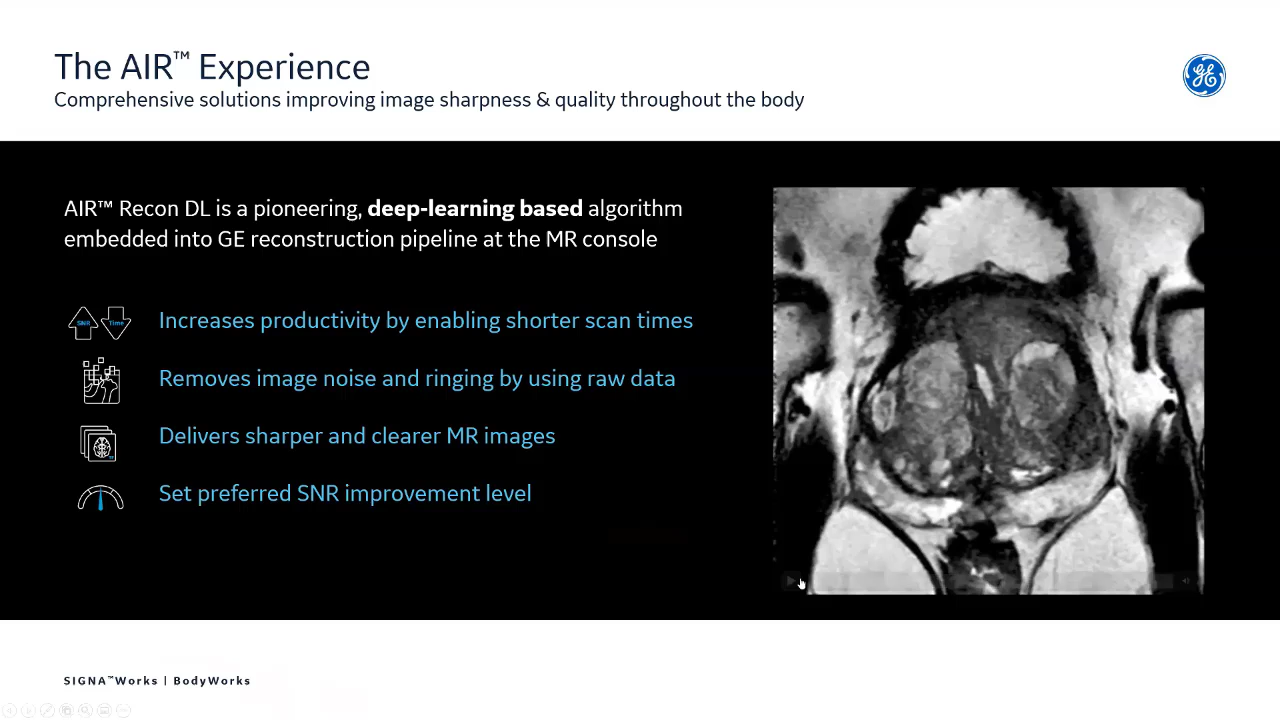 The AIR™ Experience
Comprehensive solutions improving image sharpness & quality throughout the body
GE
AIR™ Recon DL is a pioneering, deep-learning based algorithm
embedded into GE reconstruction pipeline at the MR console
SNR Time
Increases productivity by enabling shorter scan times
Removes image noise and ringing by using raw data
Delivers sharper and clearer MR images
Set preferred SNR improvement level
SIGNA™Works | BodyWorks